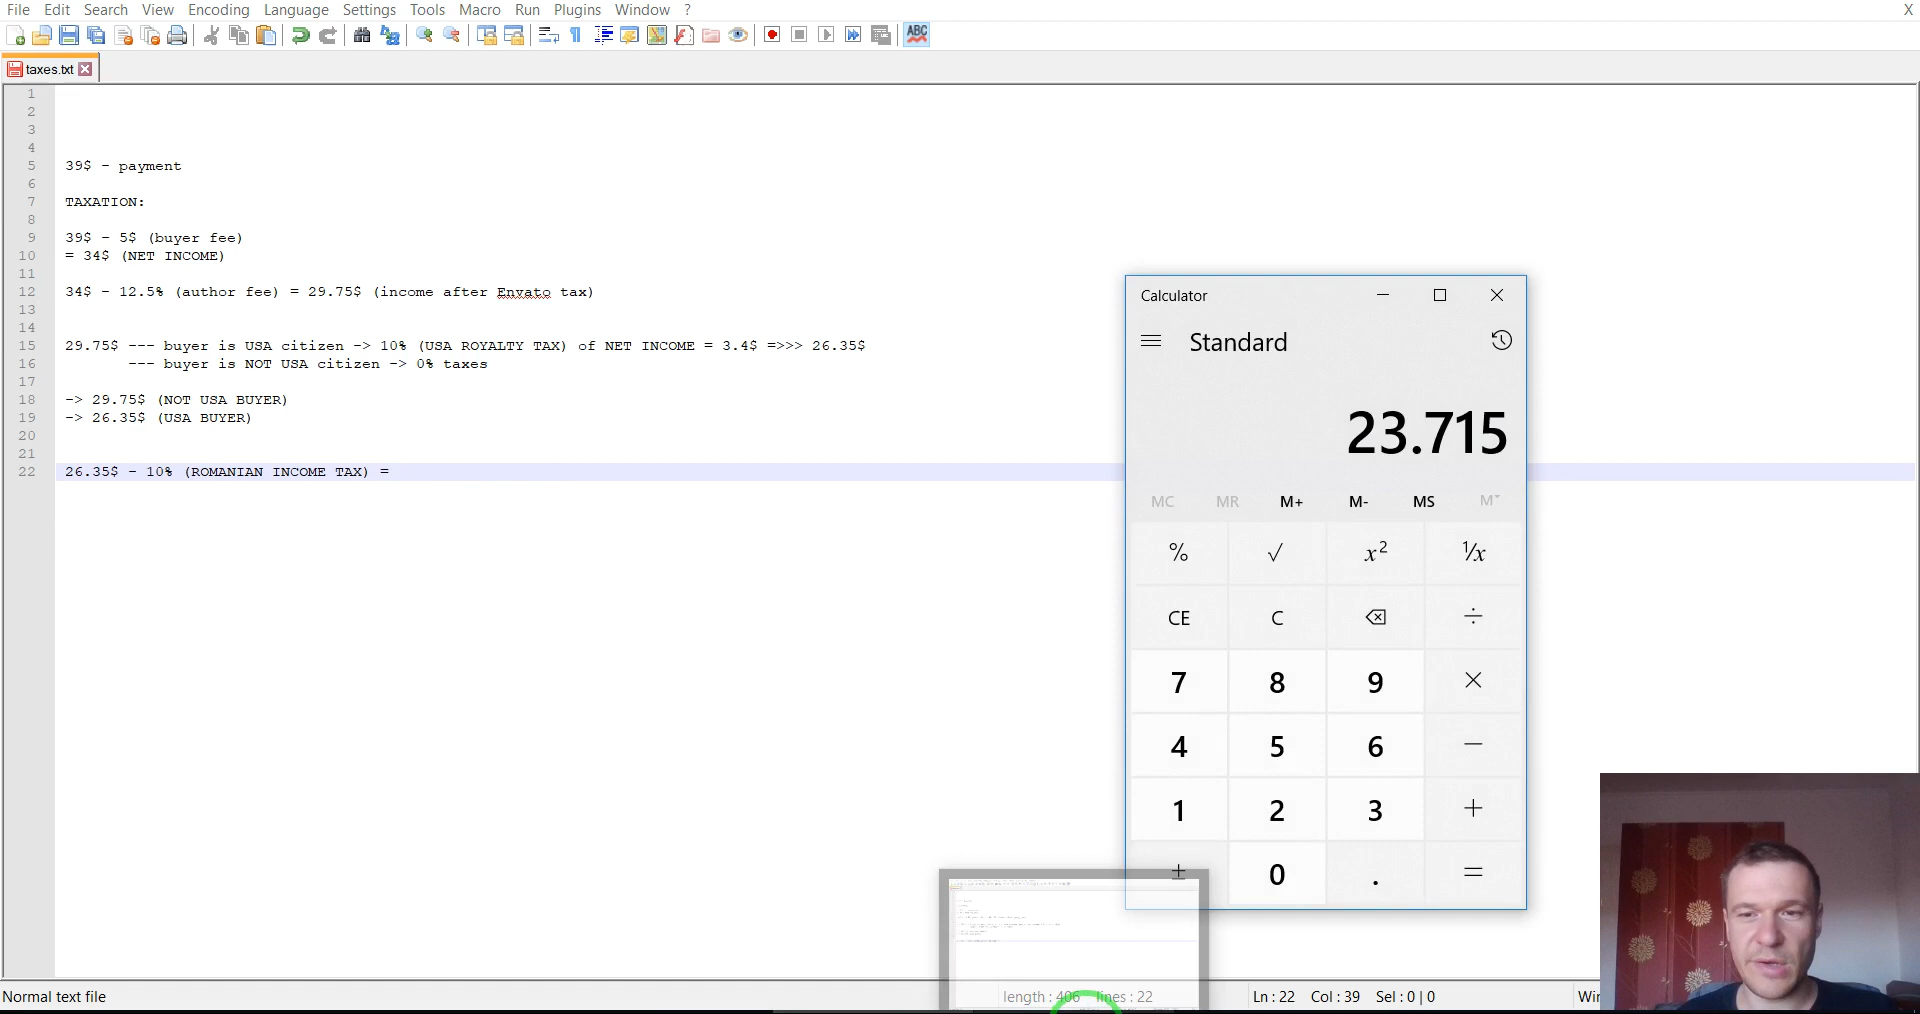 File Edit Search View Encoding Language Settings Tools Macro Run Plugins Window ? X
ABC
taxes.txt
1
2
3
4
5 39$ - payment
6
7 TAXATION:
8
9 39$ - 5$ (buyer fee)
10 = 34$ (NET INCOME)
11
12 34$ - 12.5% (author fee) = 29.75$ (income after Envato tax)
13
14
15 29.75$ --- buyer is USA citizen -> 10% (USA ROYALTY TAX) of NET INCOME = 3.4$ =>>> 26.35$
16 --- buyer is NOT USA citizen -> 0% taxes
17
18 -> 29.75$ (NOT USA BUYER)
19 -> 26.35$ (USA BUYER)
20
21
22 26.35$ - 10% (ROMANIAN INCOME TAX) =
Calculator
Standard
23.715
MC MR M+ M- MS M˅
% √ x² ¹/x
CE C ÷
7 8 9 ×
4 5 6 −
1 2 3 +
± 0 . =
Normal text file length : 406 lines : 22 Ln : 22 Col : 39 Sel : 0 | 0